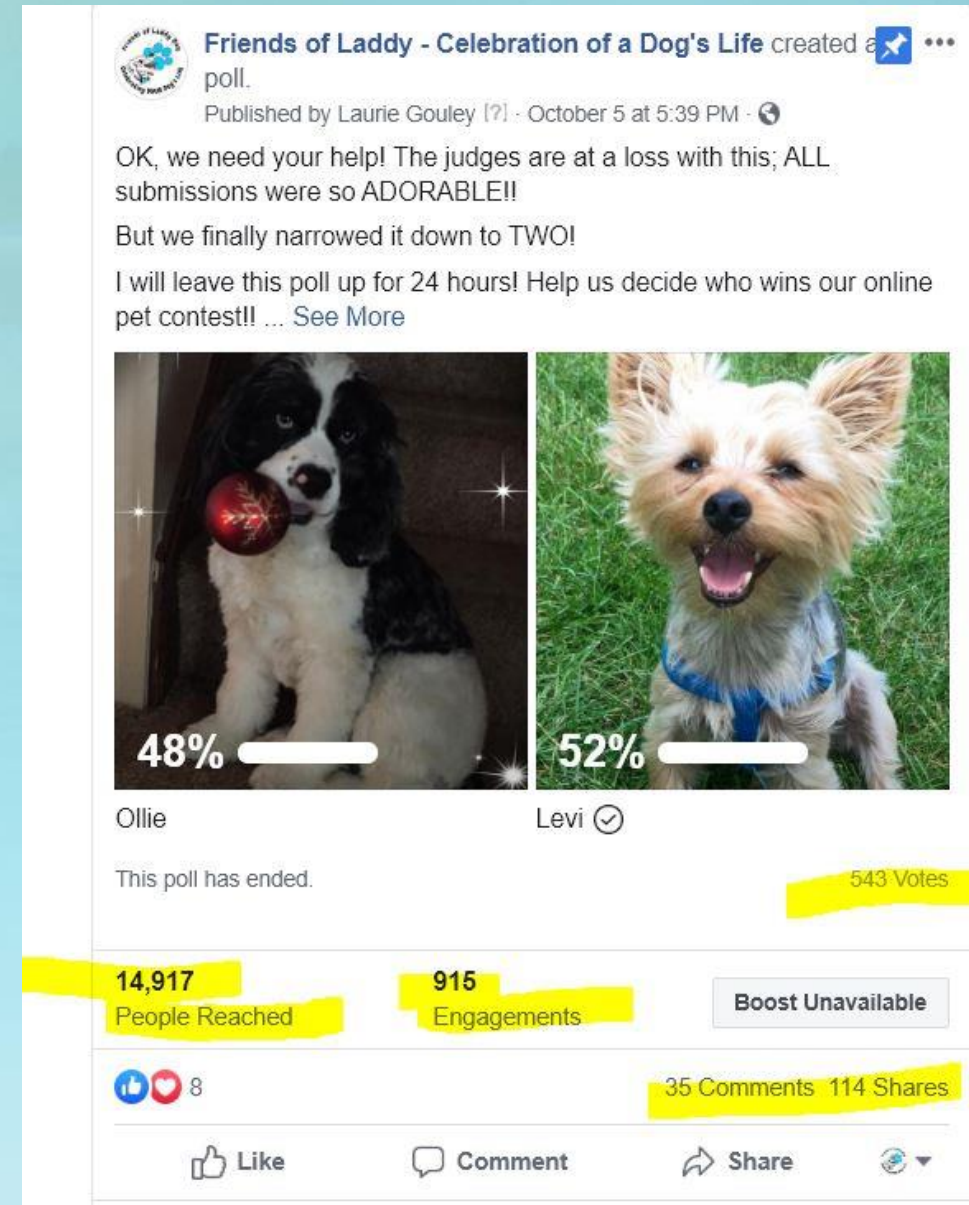 Friends of Laddy - Celebration of a Dog's Life created a
poll.
Published by Laurie Gouley [?] · October 5 at 5:39 PM ·
OK, we need your help! The judges are at a loss with this; ALL
submissions were so ADORABLE!!
But we finally narrowed it down to TWO!
I will leave this poll up for 24 hours! Help us decide who wins our online
pet contest!! ... See More
48%
52%
Ollie
Levi
This poll has ended.
543 Votes
14,917
People Reached
915
Engagements
Boost Unavailable
8
35 Comments 114 Shares
Like
Comment
Share